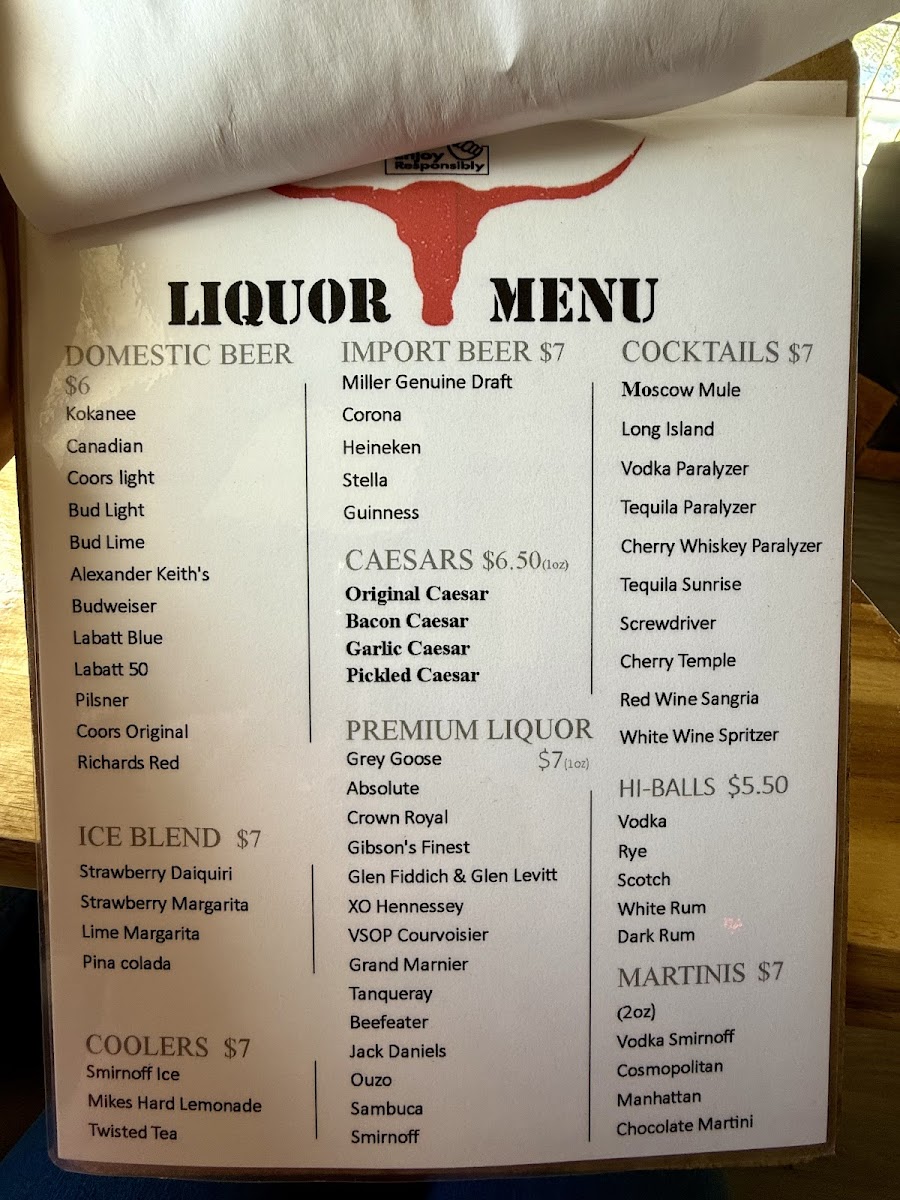 Enjoy
Responsibly
LIQUOR MENU
DOMESTIC BEER
$6
Kokanee
Canadian
Coors light
Bud Light
Bud Lime
Alexander Keith's
Budweiser
Labatt Blue
Labatt 50
Pilsner
Coors Original
Richards Red
ICE BLEND $7
Strawberry Daiquiri
Strawberry Margarita
Lime Margarita
Pina colada
COOLERS $7
Smirnoff Ice
Mikes Hard Lemonade
Twisted Tea
IMPORT BEER $7
Miller Genuine Draft
Corona
Heineken
Stella
Guinness
CAESARS $6.50(1oz)
Original Caesar
Bacon Caesar
Garlic Caesar
Pickled Caesar
PREMIUM LIQUOR
$7(1oz)
Grey Goose
Absolute
Crown Royal
Gibson's Finest
Glen Fiddich & Glen Levitt
XO Hennessey
VSOP Courvoisier
Grand Marnier
Tanqueray
Beefeater
Jack Daniels
Ouzo
Sambuca
Smirnoff
COCKTAILS $7
Moscow Mule
Long Island
Vodka Paralyzer
Tequila Paralyzer
Cherry Whiskey Paralyzer
Tequila Sunrise
Screwdriver
Cherry Temple
Red Wine Sangria
White Wine Spritzer
HI-BALLS $5.50
Vodka
Rye
Scotch
White Rum
Dark Rum
MARTINIS $7
(2oz)
Vodka Smirnoff
Cosmopolitan
Manhattan
Chocolate Martini